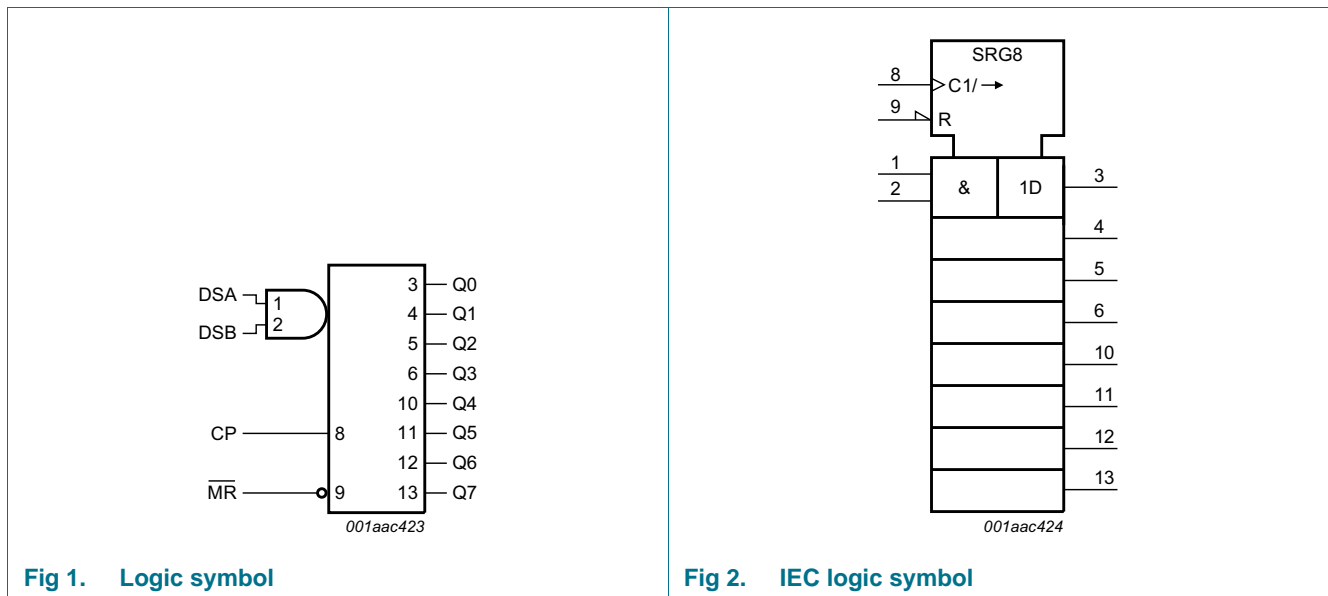 DSA
DSB
1
2
CP
8
MR
9
3 Q0
4 Q1
5 Q2
6 Q3
10 Q4
11 Q5
12 Q6
13 Q7
001aac423
Fig 1. Logic symbol
SRG8
8
C1/ →
9
R
1
2
&
1D
3
4
5
6
10
11
12
13
001aac424
Fig 2. IEC logic symbol